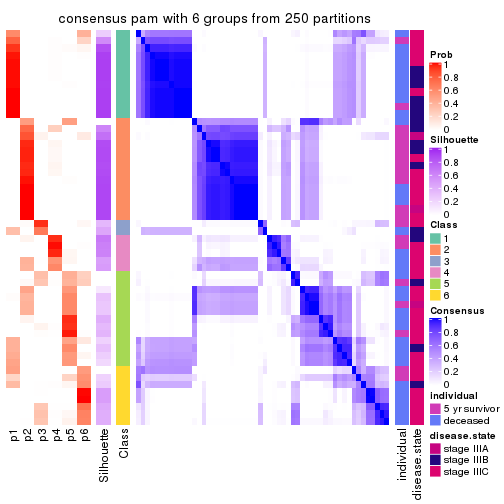 consensus pam with 6 groups from 250 partitions
Prob
1
0.8
0.6
0.4
0.2
0
Silhouette
1
0.8
0.6
0.4
0.2
0
Class
1
2
3
4
5
6
Consensus
1
0.8
0.6
0.4
0.2
0
individual
5 yr survivor
deceased
disease.state
stage IIIA
stage IIIB
stage IIIC
p1
p2
p3
p4
p5
p6
Silhouette
Class
individual
disease.state